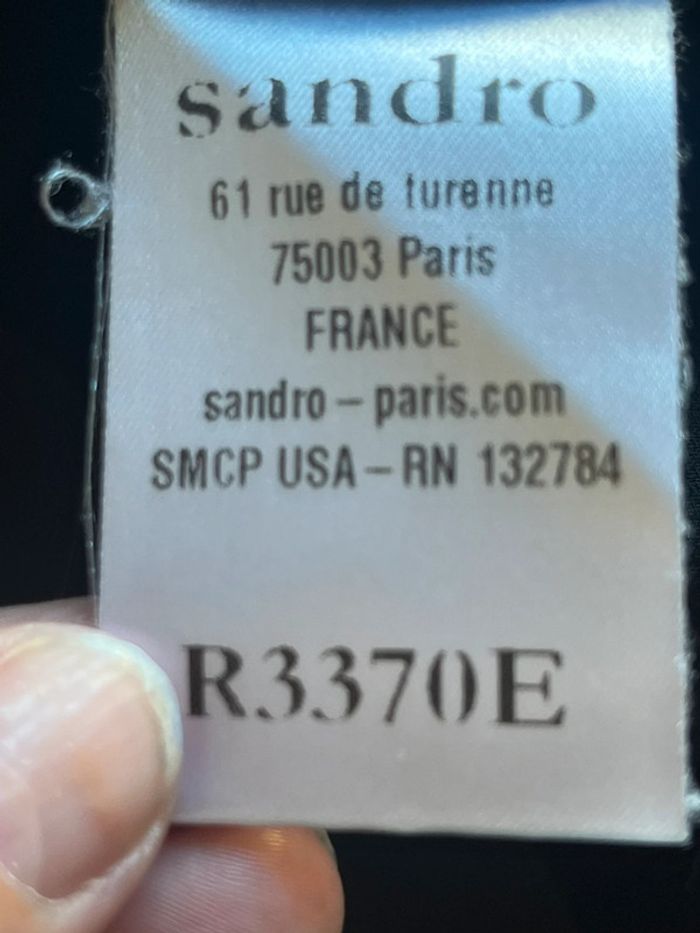 sandro
61 rue de turenne
75003 Paris
FRANCE
sandro – paris.com
SMCP USA – RN 132784
R3370E